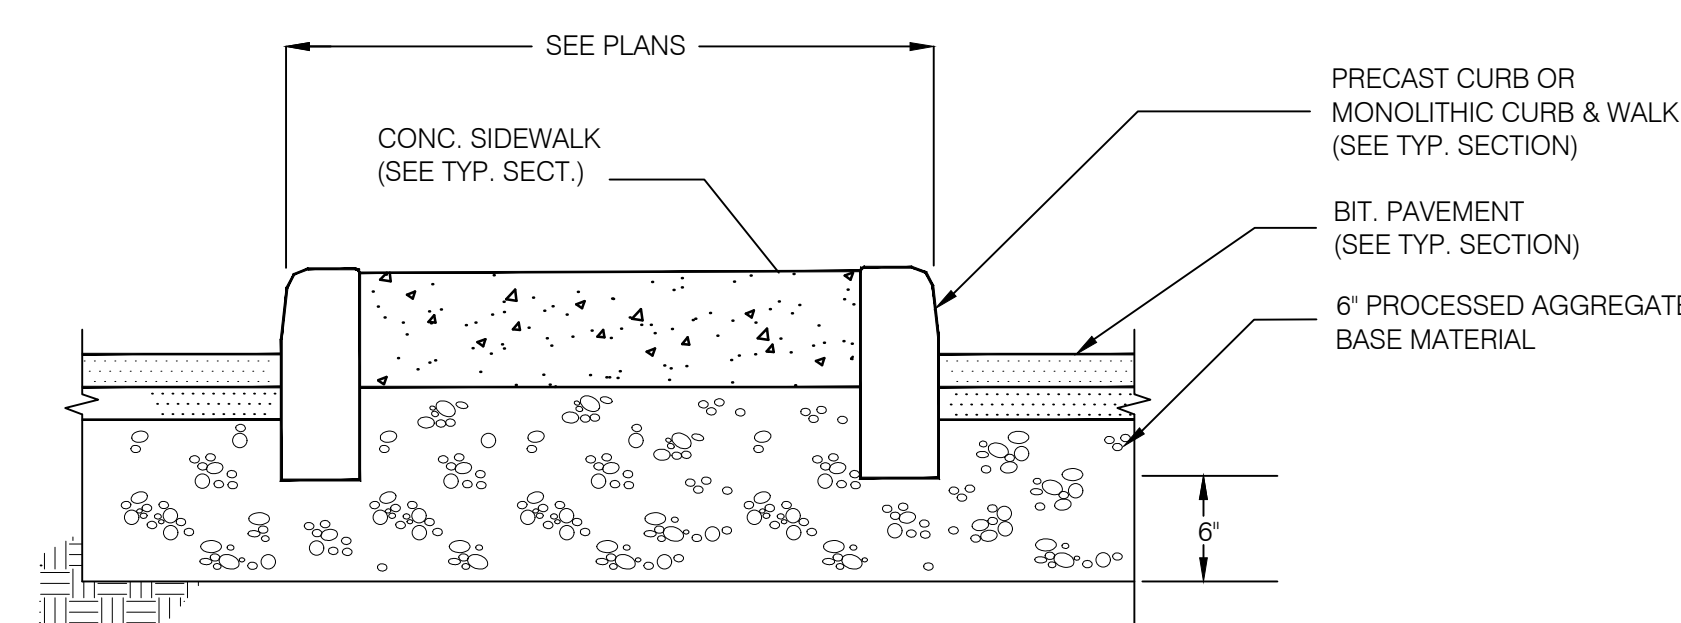 SEE PLANS
CONC. SIDEWALK
(SEE TYP. SECT.)
PRECAST CURB OR
MONOLITHIC CURB & WALK
(SEE TYP. SECTION)
BIT. PAVEMENT
(SEE TYP. SECTION)
6" PROCESSED AGGREGATE
BASE MATERIAL
6"